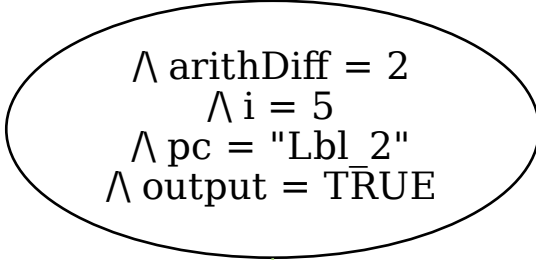 /\ arithDiff = 2
/\ i = 5
/\ pc = "Lbl_2"
/\ output = TRUE